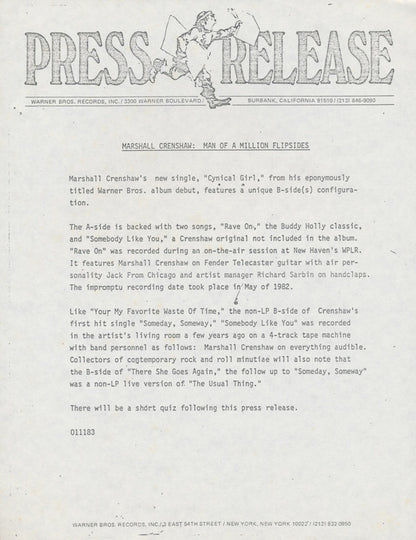 PRESS RELEASE
WARNER BROS. RECORDS, INC. / 3300 WARNER BOULEVARD / BURBANK, CALIFORNIA 91510 / (213) 846-9090
MARSHALL CRENSHAW: MAN OF A MILLION FLIPSIDES
Marshall Crenshaw's new single, "Cynical Girl," from his eponymously
titled Warner Bros. album debut, features a unique B-side(s) configura-
tion.
The A-side is backed with two songs, "Rave On," the Buddy Holly classic,
and "Somebody Like You," a Crenshaw original not included in the album.
"Rave On" was recorded during an on-the-air session at New Haven's WPLR.
It features Marshall Crenshaw on Fender Telecaster guitar with air per-
sonality Jack From Chicago and artist manager Richard Sarbin on handclaps.
The impromptu recording date took place in May of 1982.
Like "Your My Favorite Waste Of Time," the non-LP B-side of Crenshaw's
first hit single "Someday, Someway," "Somebody Like You" was recorded
in the artist's living room a few years ago on a 4-track tape machine
with band personnel as follows: Marshall Crenshaw on everything audible.
Collectors of cogtemporary rock and roll minutiae will also note that
the B-side of "There She Goes Again," the follow up to "Someday, Someway"
was a non-LP live version of "The Usual Thing."
There will be a short quiz following this press release.
011183
WARNER BROS. RECORDS, INC./3 EAST 54TH STREET / NEW YORK, NEW YORK 10022 / (212) 832 0950